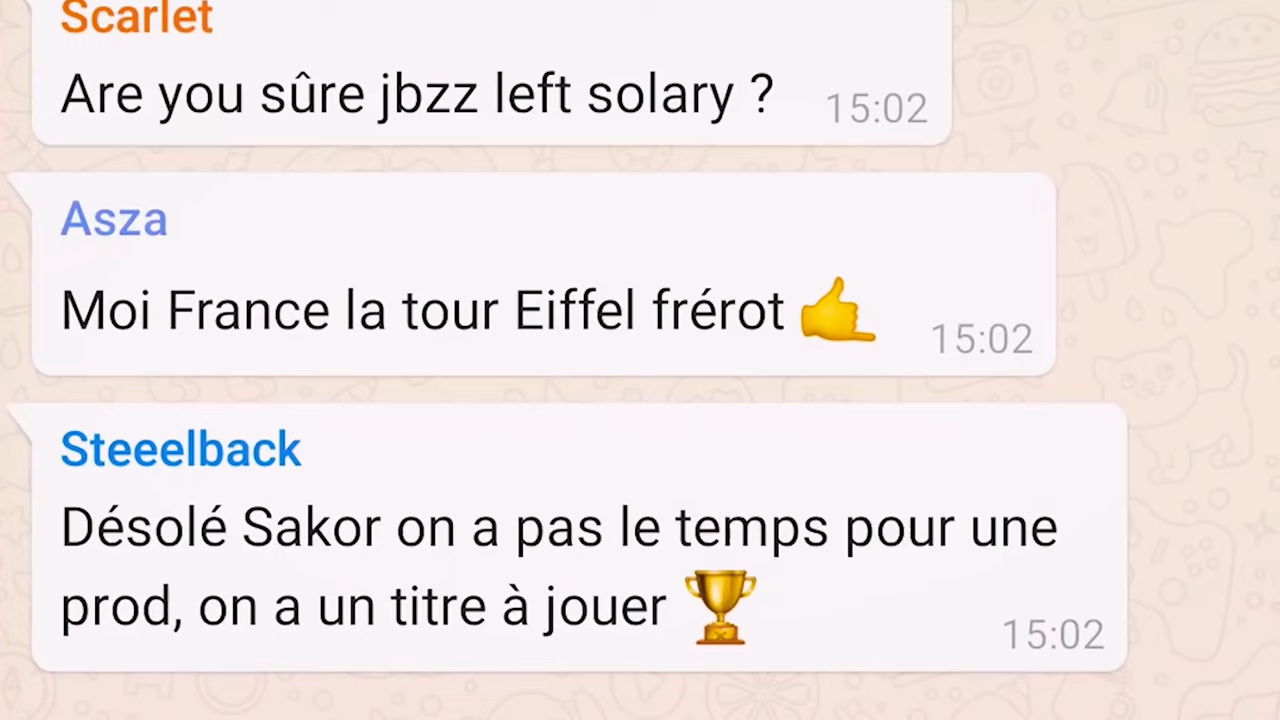 Scarlet
Are you sûre jbzz left solary ?
15:02
Asza
Moi France la tour Eiffel frérot 🤙
15:02
Steeelback
Désolé Sakor on a pas le temps pour une
prod, on a un titre à jouer 🏆
15:02